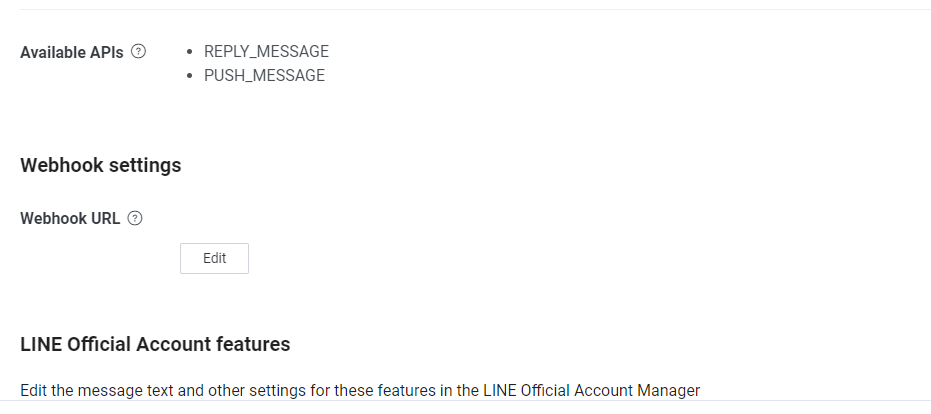 Available APIs ?
• REPLY_MESSAGE
• PUSH_MESSAGE
Webhook settings
Webhook URL ?
Edit
LINE Official Account features
Edit the message text and other settings for these features in the LINE Official Account Manager